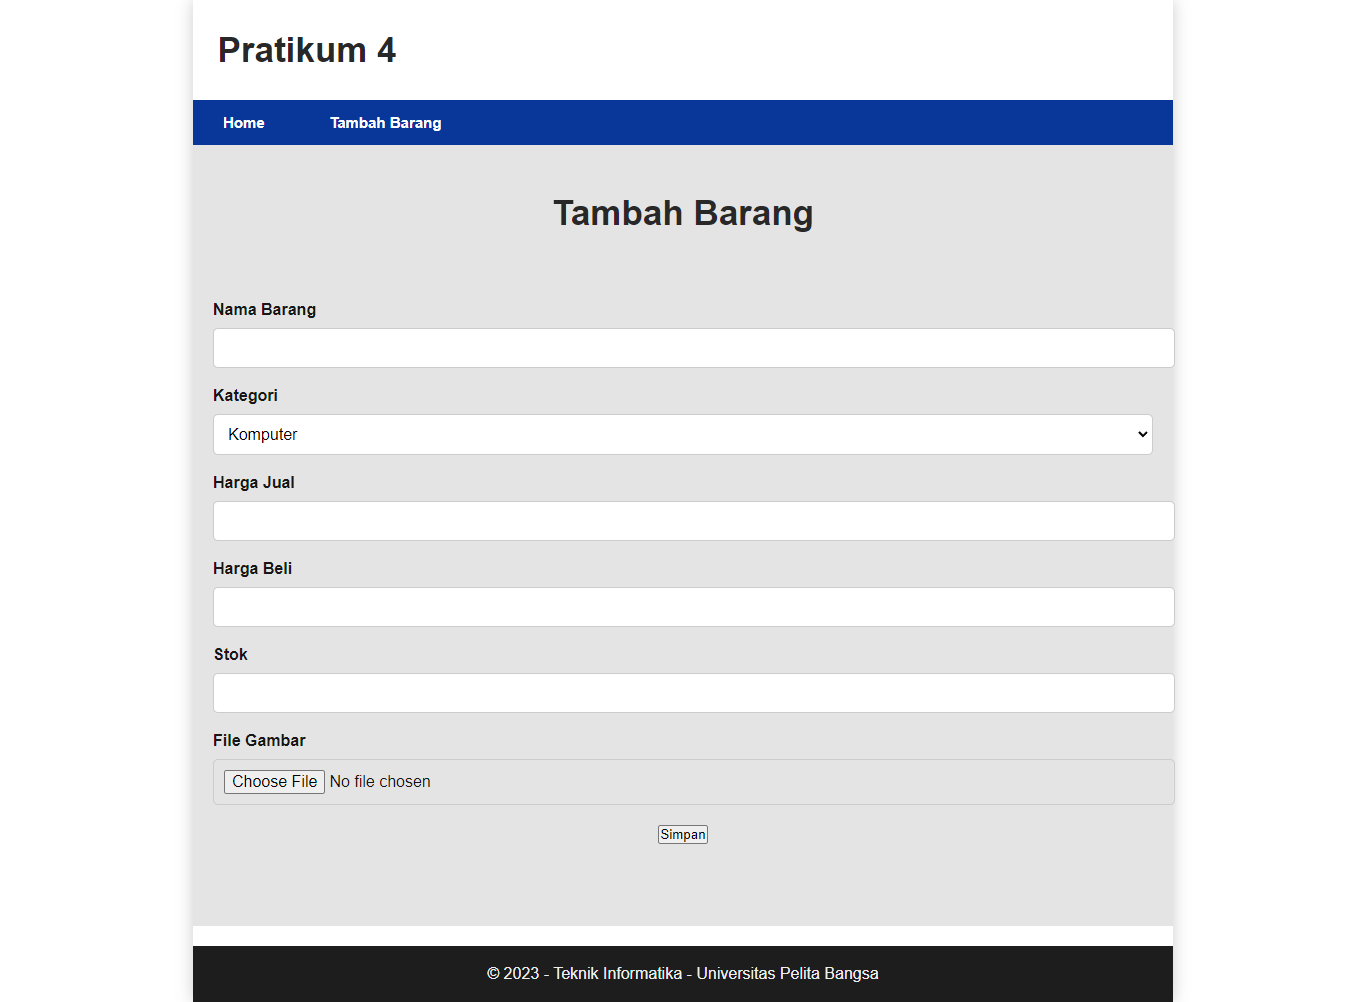 Pratikum 4
Home Tambah Barang
Tambah Barang
Nama Barang
Kategori
Komputer
Harga Jual
Harga Beli
Stok
File Gambar
Choose File No file chosen
Simpan
© 2023 - Teknik Informatika - Universitas Pelita Bangsa